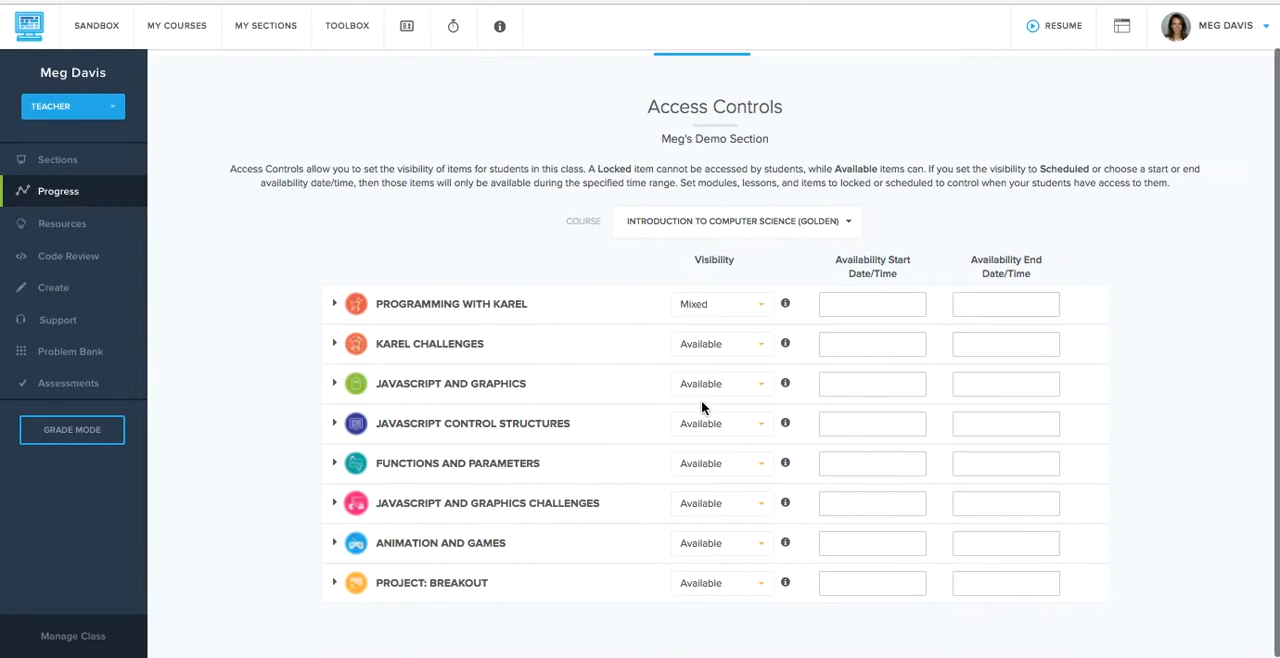 SANDBOX MY COURSES MY SECTIONS TOOLBOX RESUME MEG DAVIS
Meg Davis
TEACHER
Sections
Progress
Resources
Code Review
Create
Support
Problem Bank
Assessments
GRADE MODE
Manage Class
Access Controls
Meg's Demo Section
Access Controls allow you to set the visibility of items for students in this class. A Locked item cannot be accessed by students, while Available items can. If you set the visibility to Scheduled or choose a start or end
availability date/time, then those items will only be available during the specified time range. Set modules, lessons, and items to locked or scheduled to control when your students have access to them.
COURSE INTRODUCTION TO COMPUTER SCIENCE (GOLDEN)
Visibility Availability Start Availability End
Date/Time Date/Time
PROGRAMMING WITH KAREL Mixed
KAREL CHALLENGES Available
JAVASCRIPT AND GRAPHICS Available
JAVASCRIPT CONTROL STRUCTURES Available
FUNCTIONS AND PARAMETERS Available
JAVASCRIPT AND GRAPHICS CHALLENGES Available
ANIMATION AND GAMES Available
PROJECT: BREAKOUT Available